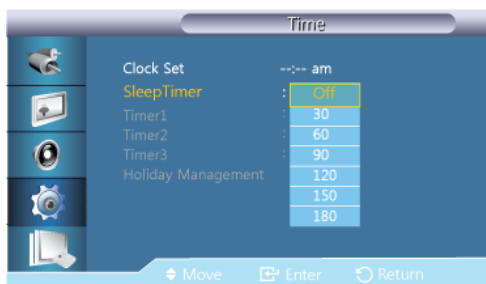 Time
Clock Set --:-- am
SleepTimer : Off
Timer1 : 30
Timer2 : 60
Timer3 : 90
Holiday Management 120
150
180
Move Enter Return